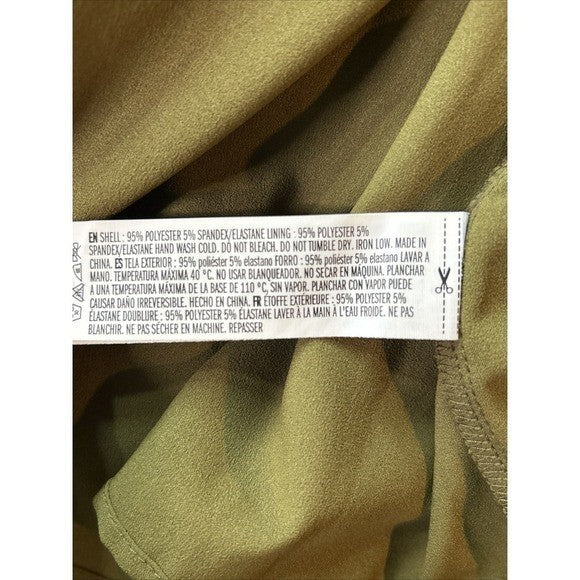 EN SHELL : 95% POLYESTER 5% SPANDEX/ELASTANE LINING : 95% POLYESTER 5%
SPANDEX/ELASTANE HAND WASH COLD. DO NOT BLEACH. DO NOT TUMBLE DRY. IRON LOW. MADE IN
CHINA. ES TELA EXTERIOR : 95% poliéster 5% elastano FORRO : 95% poliéster 5% elastano LAVAR A
MANO. TEMPERATURA MÁXIMA 40 °C. NO USAR BLANQUEADOR. NO SECAR EN MÁQUINA. PLANCHAR
A UNA TEMPERATURA MÁXIMA DE LA BASE DE 110 °C, SIN VAPOR. PLANCHAR CON VAPOR PUEDE
CAUSAR DAÑO IRREVERSIBLE. HECHO EN CHINA. FR ÉTOFFE EXTÉRIEURE : 95% POLYESTER 5%
ÉLASTANE DOUBLURE : 95% POLYESTER 5% ÉLASTANE LAVER À LA MAIN À L'EAU FROIDE. NE PAS
BLANCHIR. NE PAS SÉCHER EN MACHINE. REPASSER